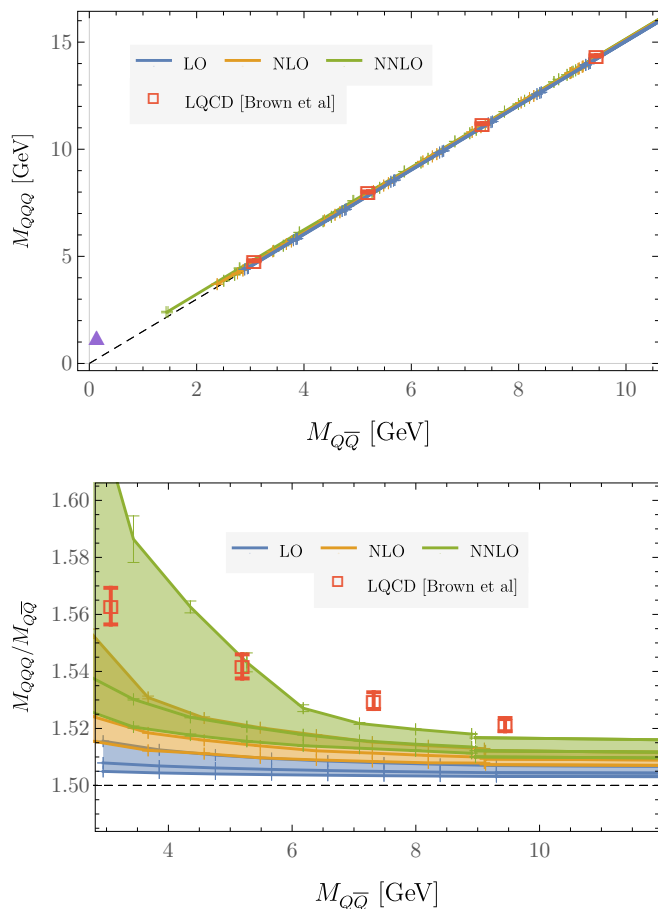 LO NLO NNLO
LQCD [Brown et al]
15
10
5
0
M_{QQQ} [GeV]
0 2 4 6 8 10
M_{Q\overline{Q}} [GeV]
1.60
1.58
1.56
1.54
1.52
1.50
M_{QQQ}/M_{Q\overline{Q}}
LO NLO NNLO
LQCD [Brown et al]
4 6 8 10
M_{Q\overline{Q}} [GeV]